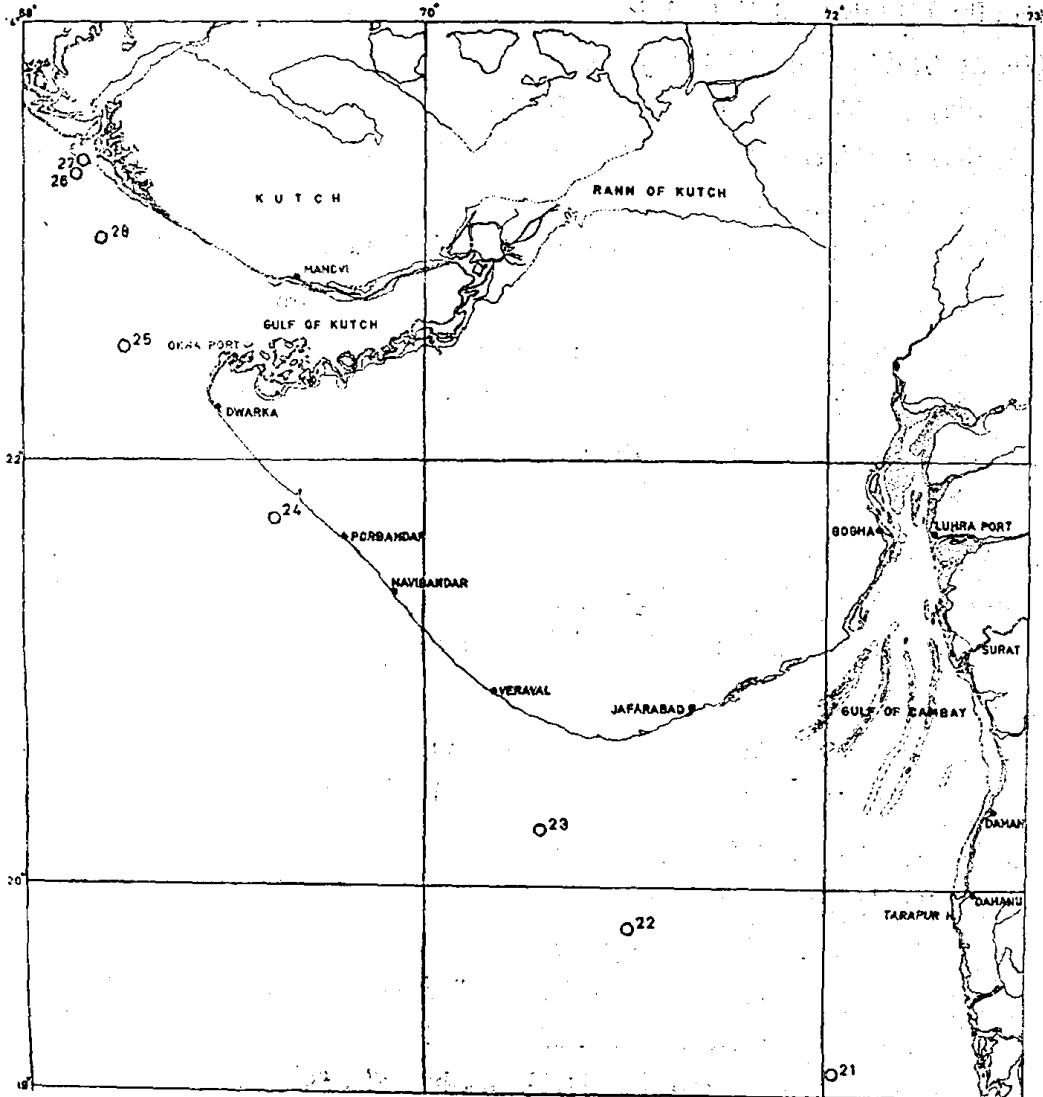 68°
70°
72°
73°
27
26
KUTCH
RANN OF KUTCH
28
MANDVI
GULF OF KUTCH
25
OKHA PORT
DWARKA
22°
24
PORBANDAR
GOGHA
LUHRA PORT
NAVIBANDAR
SURAT
VERAVAL
JAFARABAD
GULF OF CAMBAY
23
DAMAN
20°
DAHANU
TARAPUR
22
21
19°